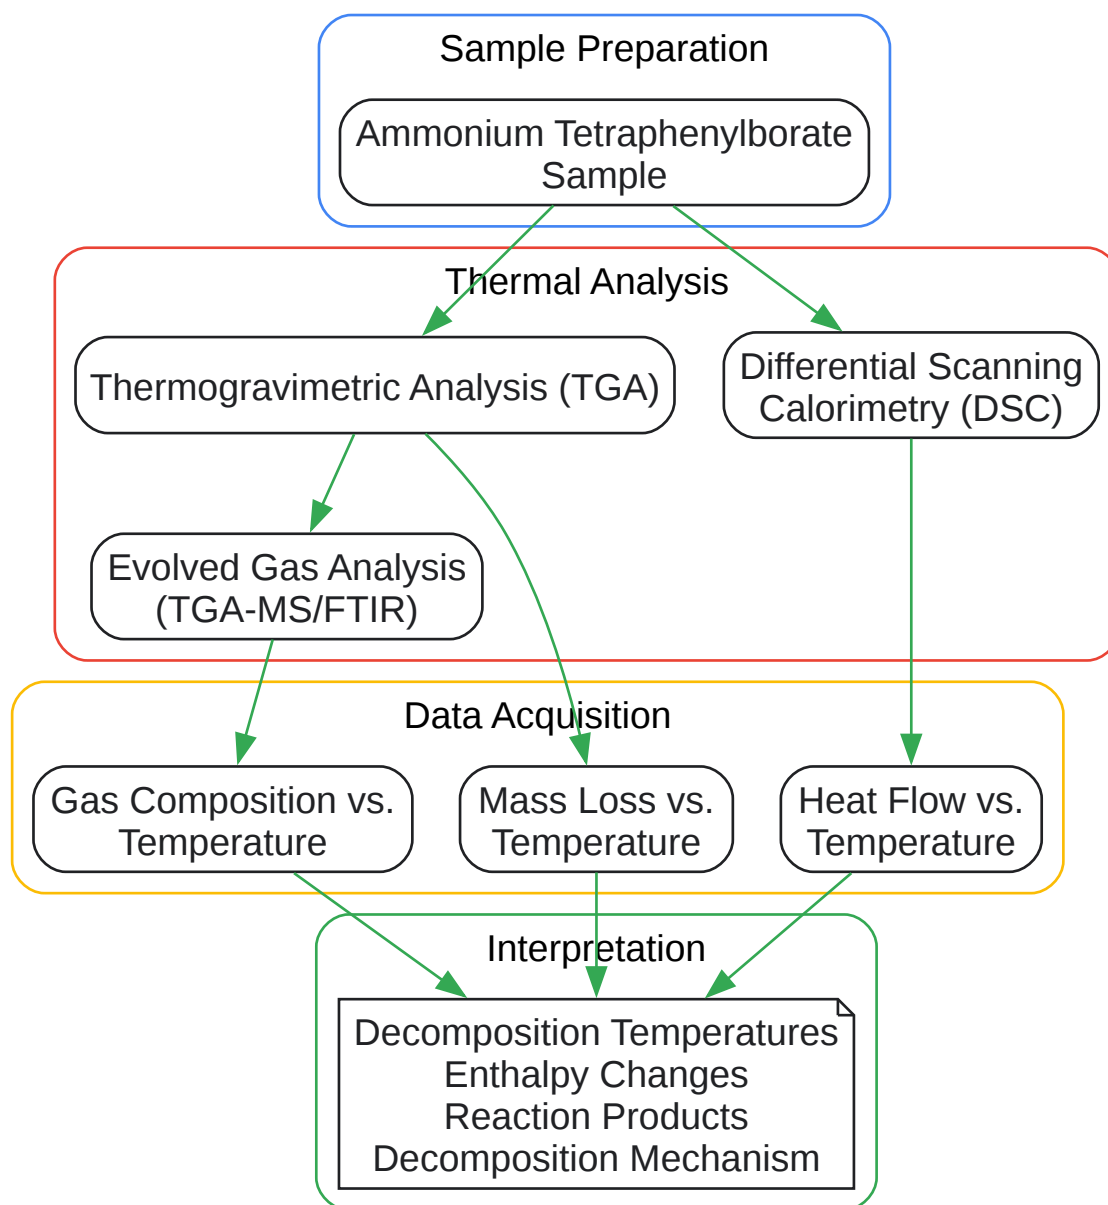 Sample Preparation
Ammonium Tetraphenylborate
Sample
Thermal Analysis
Thermogravimetric Analysis (TGA)
Differential Scanning
Calorimetry (DSC)
Evolved Gas Analysis
(TGA-MS/FTIR)
Data Acquisition
Gas Composition vs.
Temperature
Mass Loss vs.
Temperature
Heat Flow vs.
Temperature
Interpretation
Decomposition Temperatures
Enthalpy Changes
Reaction Products
Decomposition Mechanism